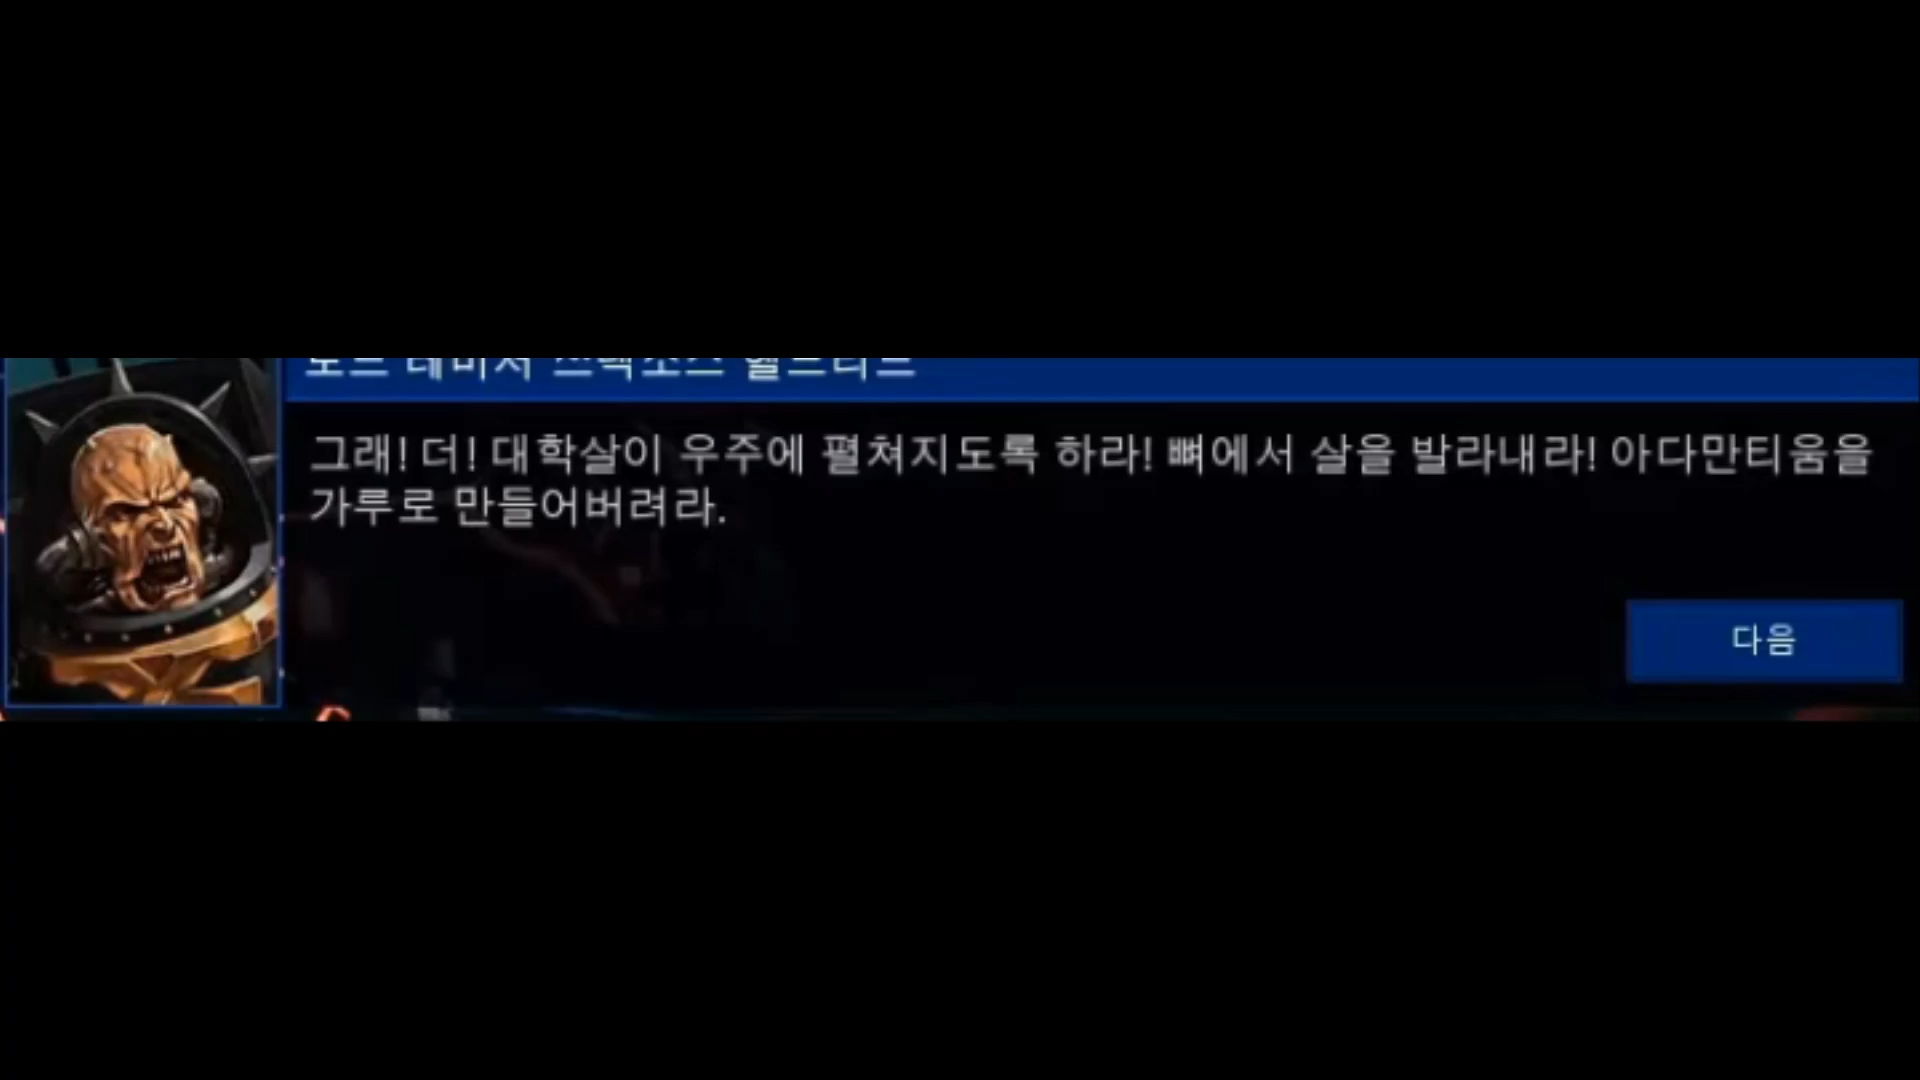 그래! 더! 대학살이 우주에 펼쳐지도록 하라! 뼈에서 살을 발라내라! 아다만티움을
가루로 만들어버려라.
다음